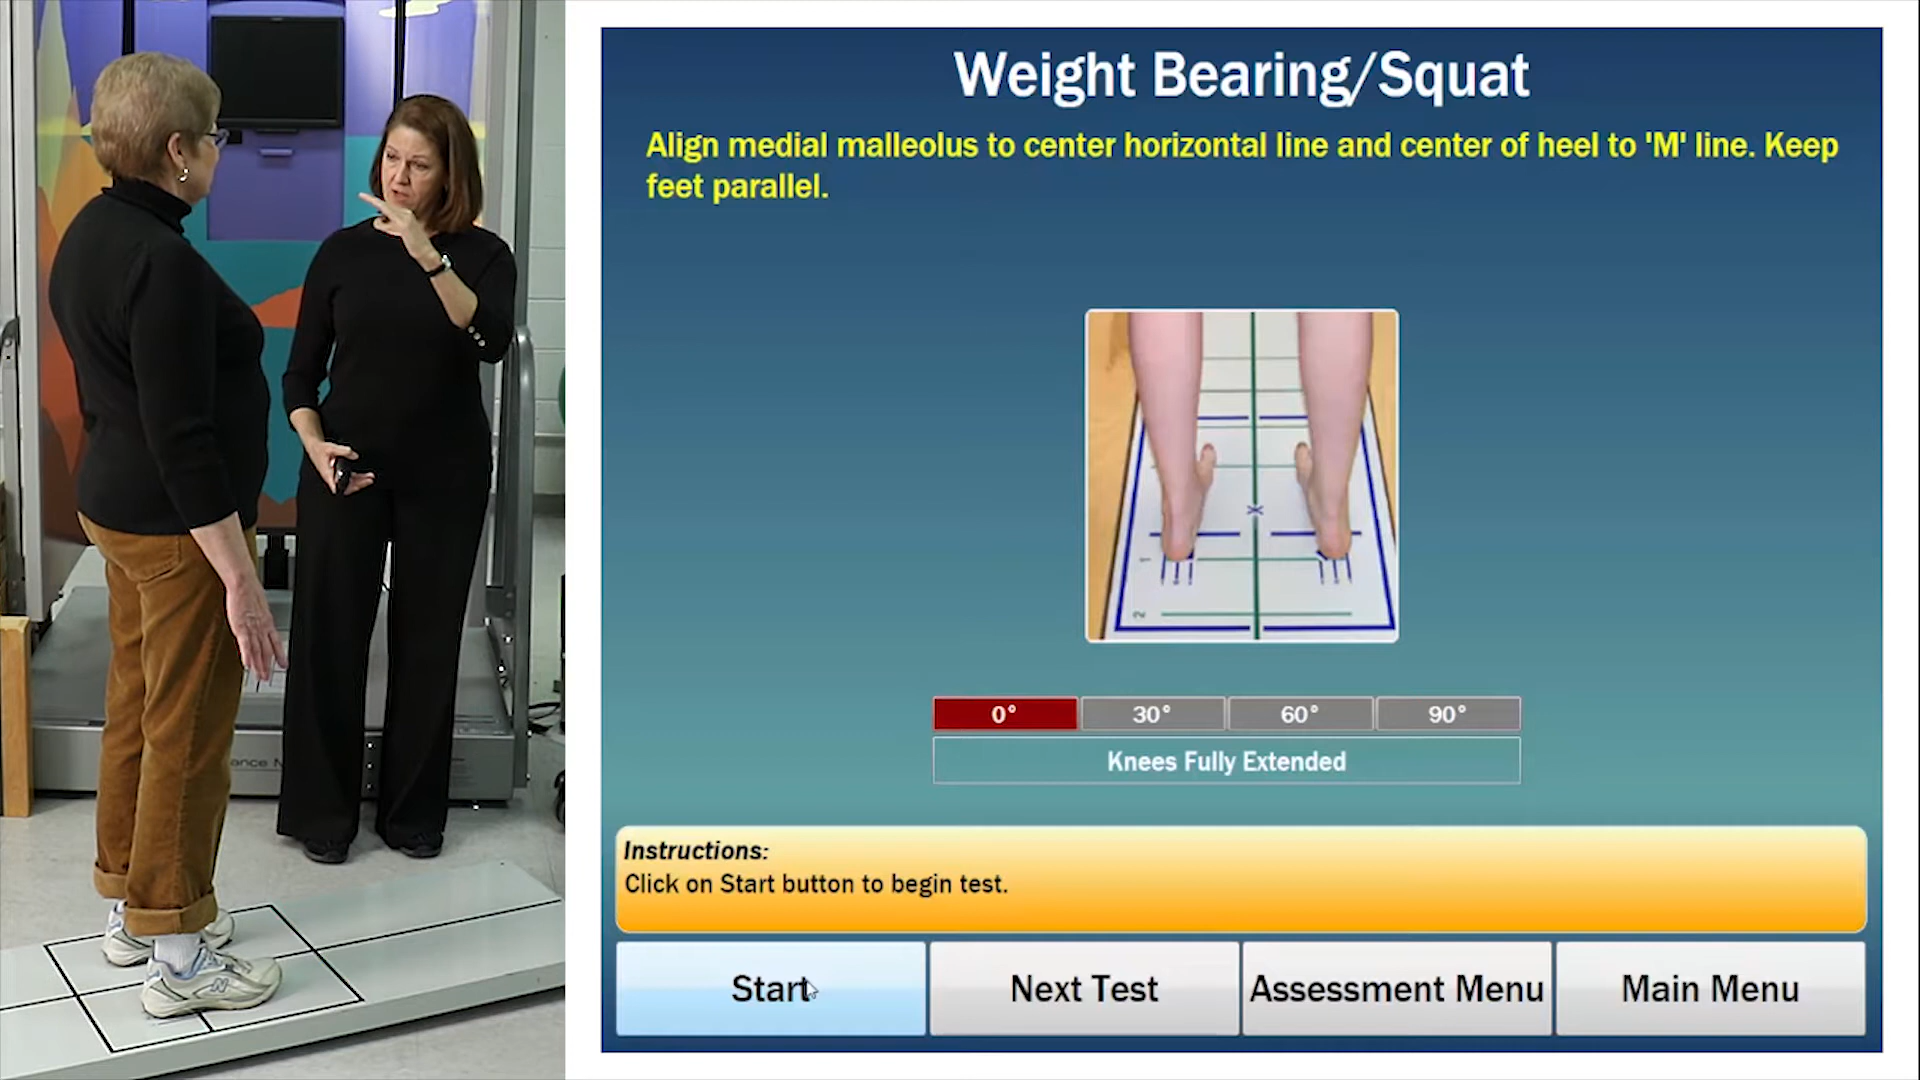 Weight Bearing/Squat
Align medial malleolus to center horizontal line and center of heel to 'M' line. Keep
feet parallel.
1
2
0°
30°
60°
90°
Knees Fully Extended
Instructions:
Click on Start button to begin test.
Start
Next Test
Assessment Menu
Main Menu
N